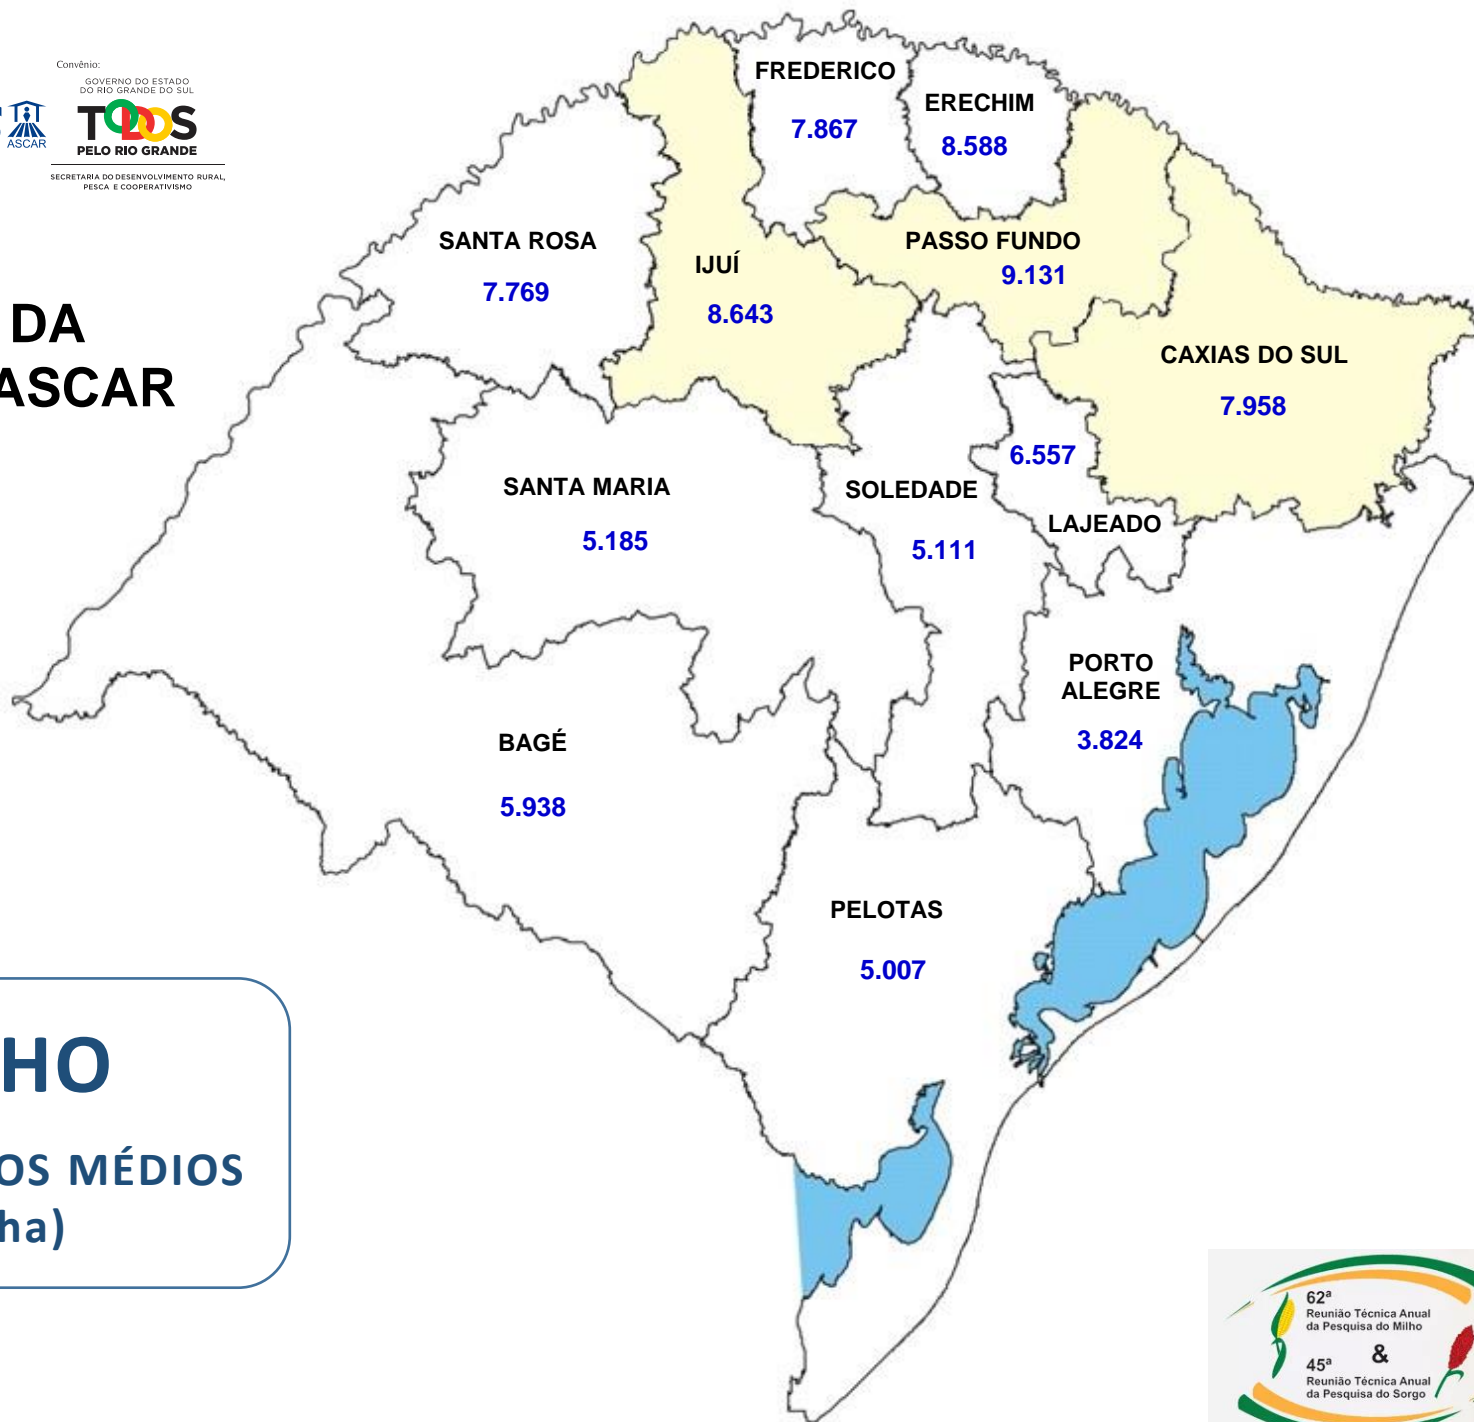 Convênio:
GOVERNO DO ESTADO
DO RIO GRANDE DO SUL
TODOS
PELO RIO GRANDE
SECRETARIA DO DESENVOLVIMENTO RURAL,
PESCA E COOPERATIVISMO
ASCAR
DA
ASCAR
FREDERICO
7.867
ERECHIM
8.588
SANTA ROSA
7.769
IJUÍ
8.643
PASSO FUNDO
9.131
CAXIAS DO SUL
7.958
SANTA MARIA
5.185
SOLEDADE
5.111
6.557
LAJEADO
PORTO
ALEGRE
3.824
BAGÉ
5.938
PELOTAS
5.007
HO
OS MÉDIOS
ha)
62ª
Reunião Técnica Anual
da Pesquisa do Milho
&
45ª
Reunião Técnica Anual
da Pesquisa do Sorgo